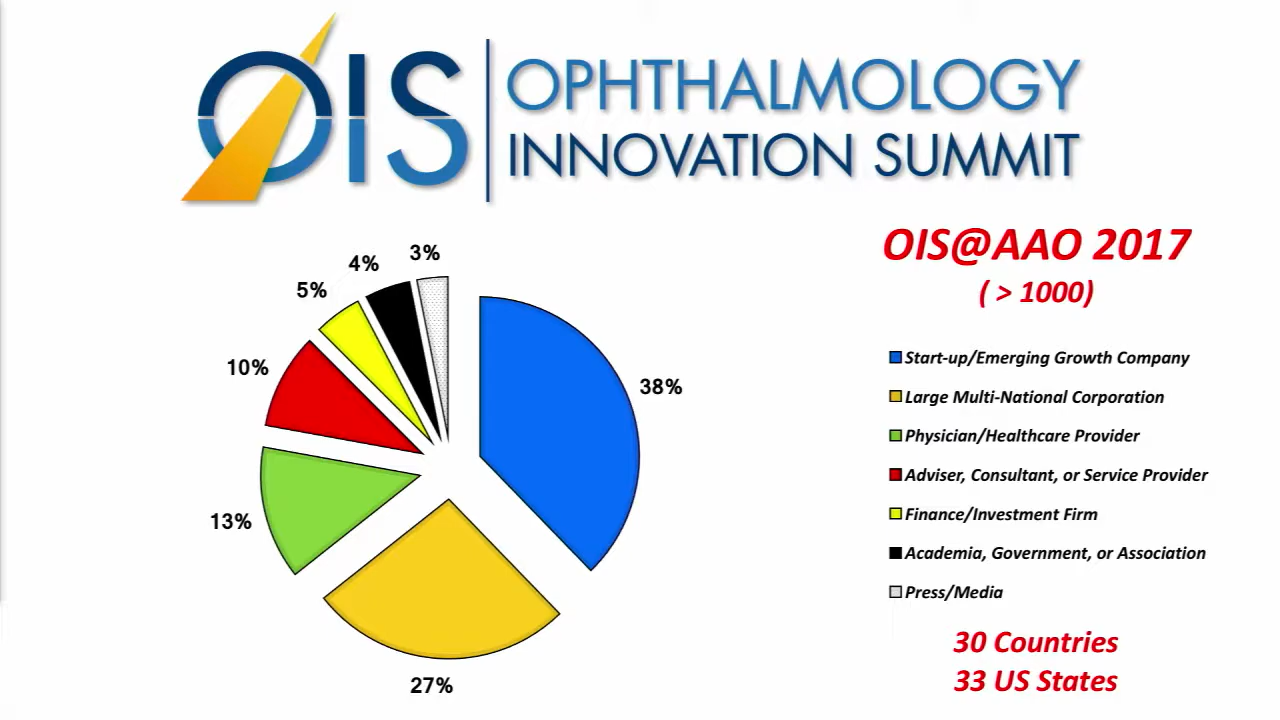 OIS
OPHTHALMOLOGY
INNOVATION SUMMIT
OIS@AAO 2017
( > 1000)
3%
4%
5%
10%
38%
13%
27%
Start-up/Emerging Growth Company
Large Multi-National Corporation
Physician/Healthcare Provider
Adviser, Consultant, or Service Provider
Finance/Investment Firm
Academia, Government, or Association
Press/Media
30 Countries
33 US States